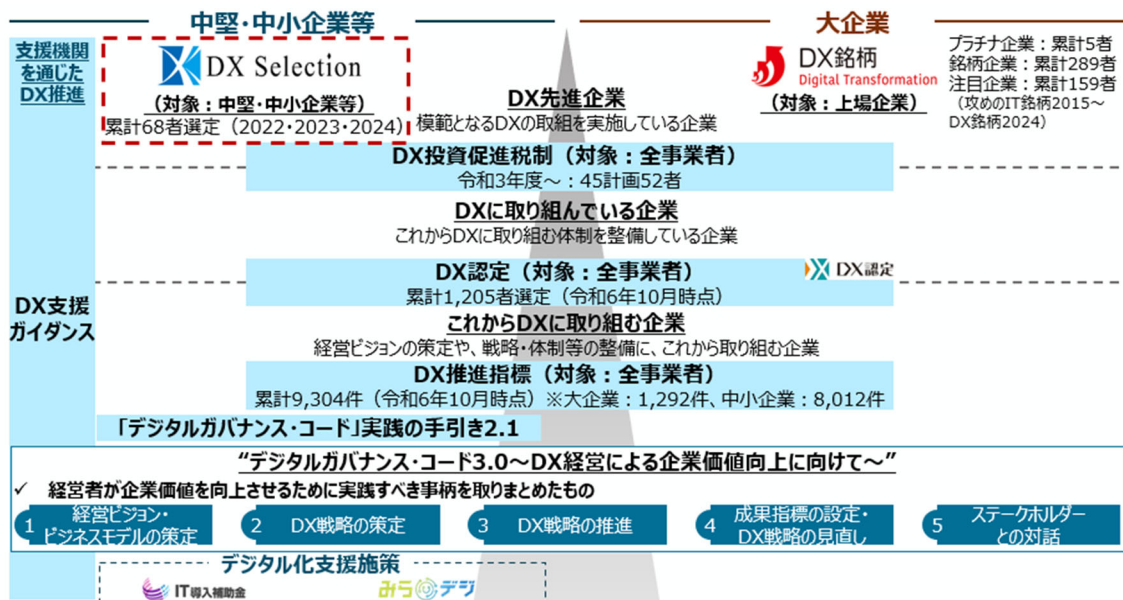 中堅・中小企業等
大企業
支援機関
を通じた
DX推進
DX Selection
(対象：中堅・中小企業等)
累計68者選定（2022・2023・2024）
DX先進企業
模範となるDXの取組を実施している企業
DX銘柄
Digital Transformation
(対象：上場企業)
プラチナ企業：累計5者
銘柄企業：累計289者
注目企業：累計159者
（攻めのIT銘柄2015～
DX銘柄2024）
DX投資促進税制（対象：全事業者）
令和3年度～：45計画52者
DXに取り組んでいる企業
これからDXに取り組む体制を整備している企業
DX認定（対象：全事業者）
DX認定
累計1,205者選定（令和6年10月時点）
DX支援
ガイダンス
これからDXに取り組む企業
経営ビジョンの策定や、戦略・体制等の整備に、これから取り組む企業
DX推進指標（対象：全事業者）
累計9,304件（令和6年10月時点）※大企業：1,292件、中小企業：8,012件
「デジタルガバナンス・コード」実践の手引き2.1
“デジタルガバナンス・コード3.0～DX経営による企業価値向上に向けて～”
✓ 経営者が企業価値を向上させるために実践すべき事柄を取りまとめたもの
1 経営ビジョン・
ビジネスモデルの策定
2 DX戦略の策定
3 DX戦略の推進
4 成果指標の設定・
DX戦略の見直し
5 ステークホルダー
との対話
デジタル化支援施策
IT導入補助金
みらデジ